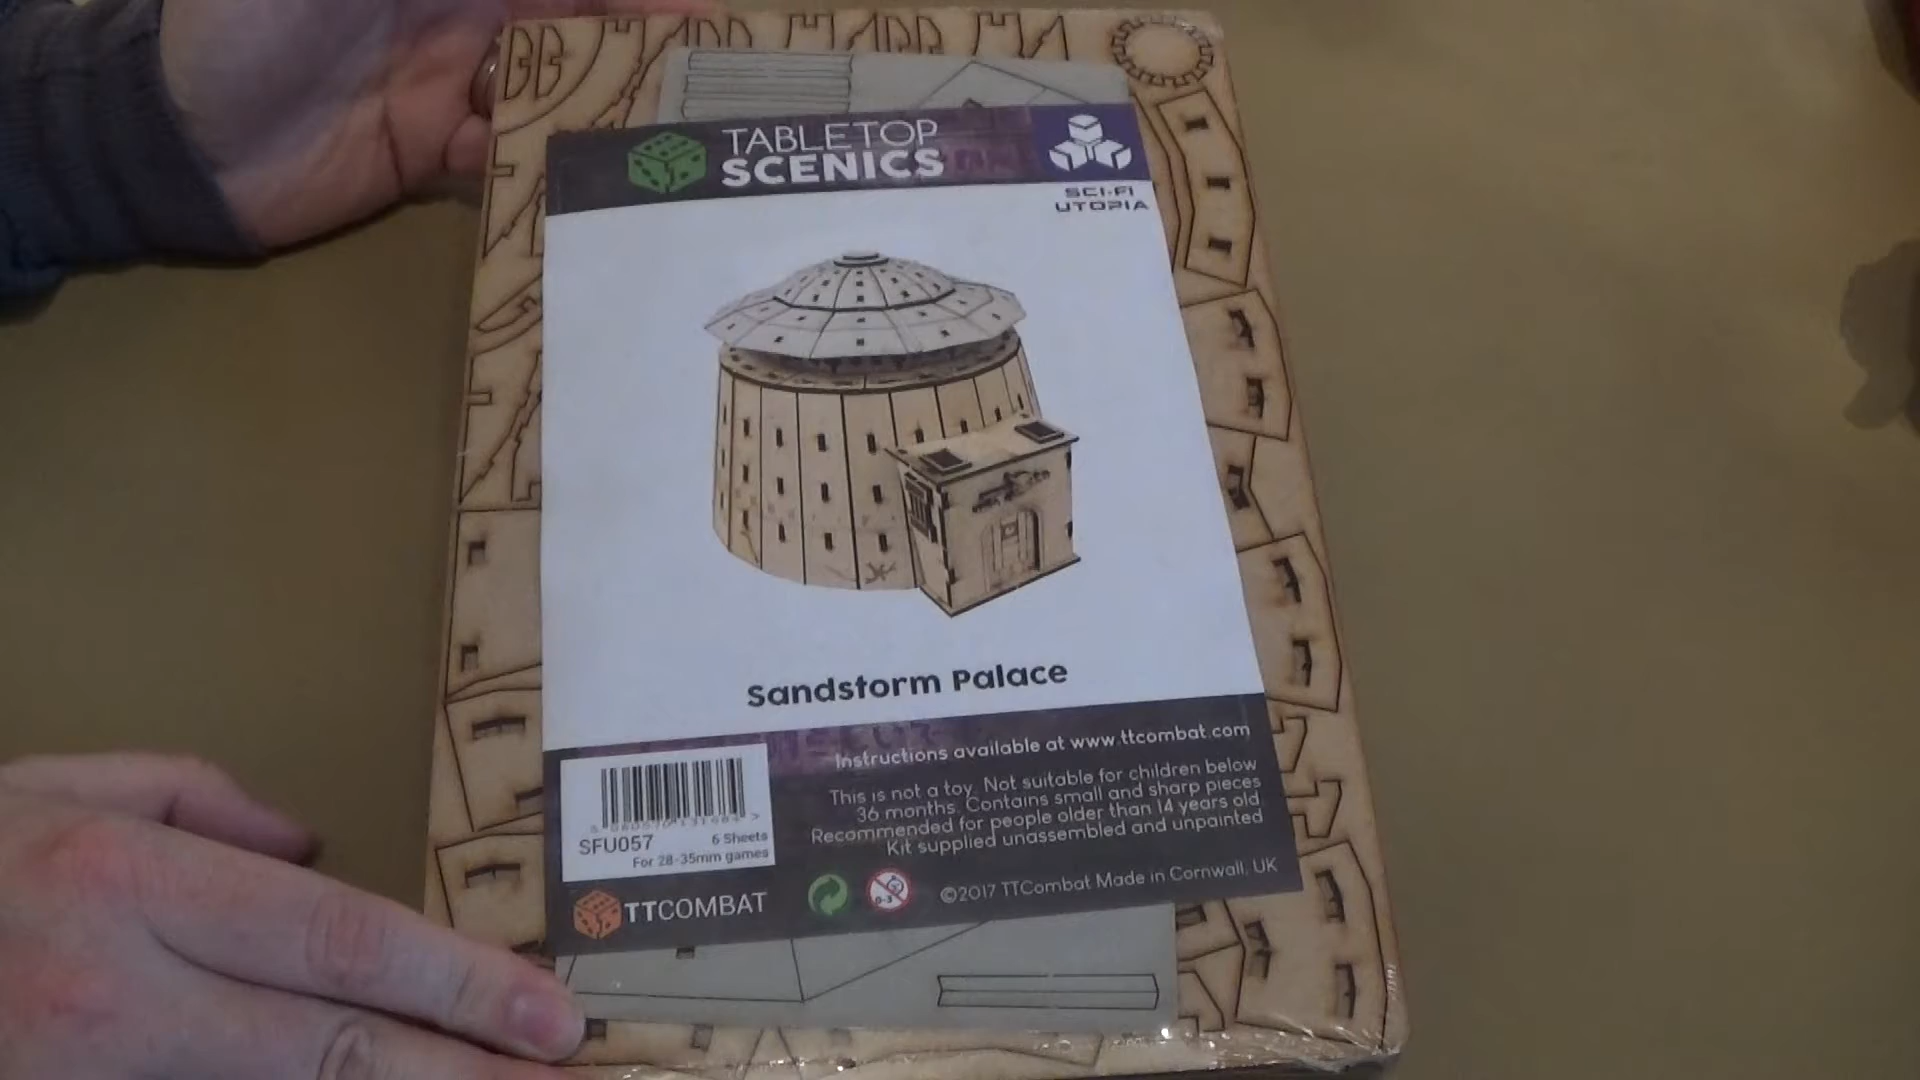 TABLETOP
SCENICS
SCI-FI
UTOPIA
Sandstorm Palace
Instructions available at www.ttcombat.com
This is not a toy. Not suitable for children below
36 months. Contains small and sharp pieces
Recommended for people older than 14 years old
Kit supplied unassembled and unpainted
SFU057
6 Sheets
For 28-35mm games
TTCOMBAT
0-3
©2017 TTCombat Made in Cornwall, UK